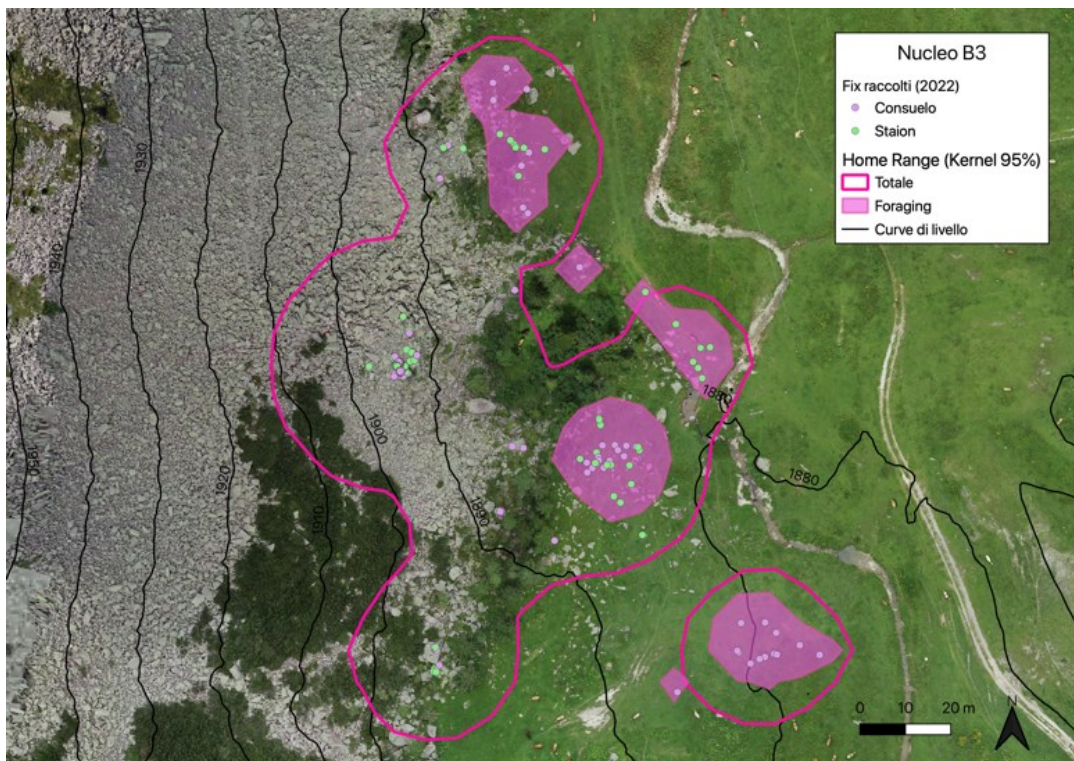 Nucleo B3
Fix raccolti (2022)
Consuelo
Staion
Home Range (Kernel 95%)
Totale
Foraging
Curve di livello
1930
1940
1950
1920
1910
1900
1890
1880
1880
0 10 20 m
N